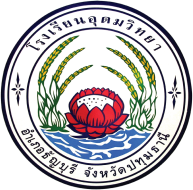 โรงเรียนอุดมวิทยา
อำเภอธัญบุรี จังหวัดปทุมธานี